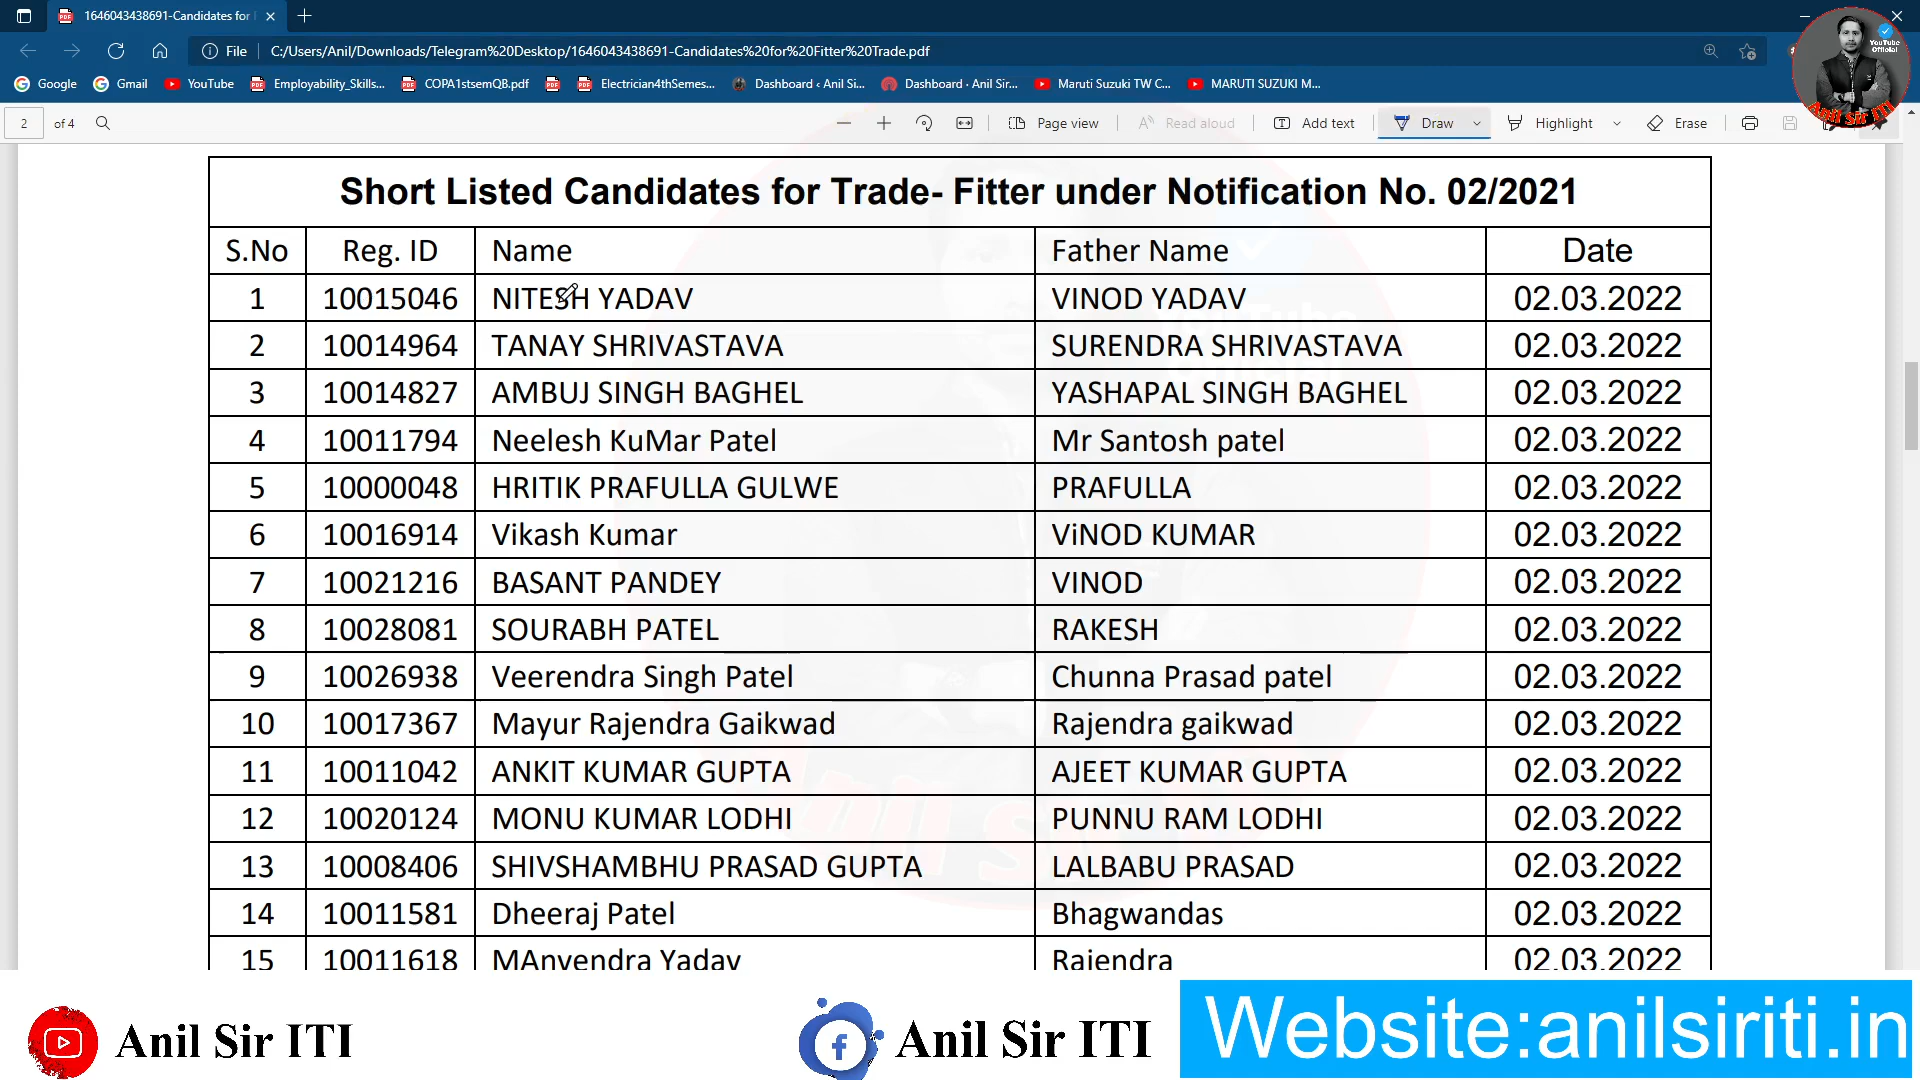 1646043438691-Candidates for
File C:/Users/Anil/Downloads/Telegram%20Desktop/1646043438691-Candidates%20for%20Fitter%20Trade.pdf
Google Gmail YouTube Employability_Skills... COPA1stsemQB.pdf Electrician4thSemes... Dashboard ‹ Anil Si... Dashboard · Anil Sir... Maruti Suzuki TW C... MARUTI SUZUKI M...
YouTube
Official
Anil Sir ITI
2 of 4 Page view Read aloud Add text Draw Highlight Erase
Short Listed Candidates for Trade- Fitter under Notification No. 02/2021
S.No Reg. ID Name Father Name Date
1 10015046 NITESH YADAV VINOD YADAV 02.03.2022
2 10014964 TANAY SHRIVASTAVA SURENDRA SHRIVASTAVA 02.03.2022
3 10014827 AMBUJ SINGH BAGHEL YASHAPAL SINGH BAGHEL 02.03.2022
4 10011794 Neelesh KuMar Patel Mr Santosh patel 02.03.2022
5 10000048 HRITIK PRAFULLA GULWE PRAFULLA 02.03.2022
6 10016914 Vikash Kumar ViNOD KUMAR 02.03.2022
7 10021216 BASANT PANDEY VINOD 02.03.2022
8 10028081 SOURABH PATEL RAKESH 02.03.2022
9 10026938 Veerendra Singh Patel Chunna Prasad patel 02.03.2022
10 10017367 Mayur Rajendra Gaikwad Rajendra gaikwad 02.03.2022
11 10011042 ANKIT KUMAR GUPTA AJEET KUMAR GUPTA 02.03.2022
12 10020124 MONU KUMAR LODHI PUNNU RAM LODHI 02.03.2022
13 10008406 SHIVSHAMBHU PRASAD GUPTA LALBABU PRASAD 02.03.2022
14 10011581 Dheeraj Patel Bhagwandas 02.03.2022
15 10011618 MAnvendra Yadav Rajendra 02.03.2022
Anil Sir ITI Anil Sir ITI Website:anilsiriti.in